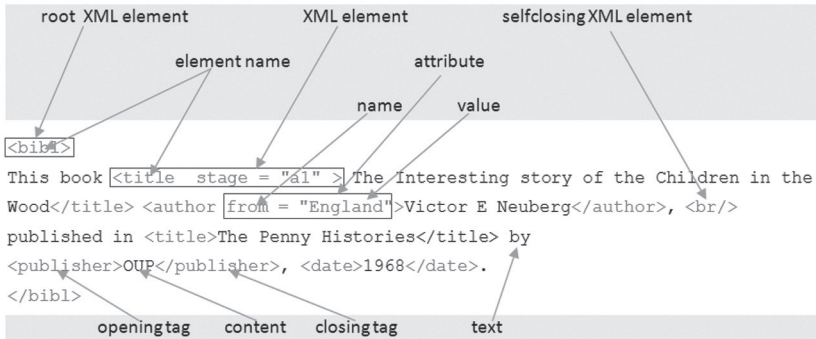 root XML element XML element selfclosing XML element
element name attribute
name value
<bibl>
This book <title stage = "a1" > The Interesting story of the Children in the
Wood</title> <author from = "England">Victor E Neuberg</author>, <br/>
published in <title>The Penny Histories</title> by
<publisher>OUP</publisher>, <date>1968</date>.
</bibl>
opening tag content closing tag text